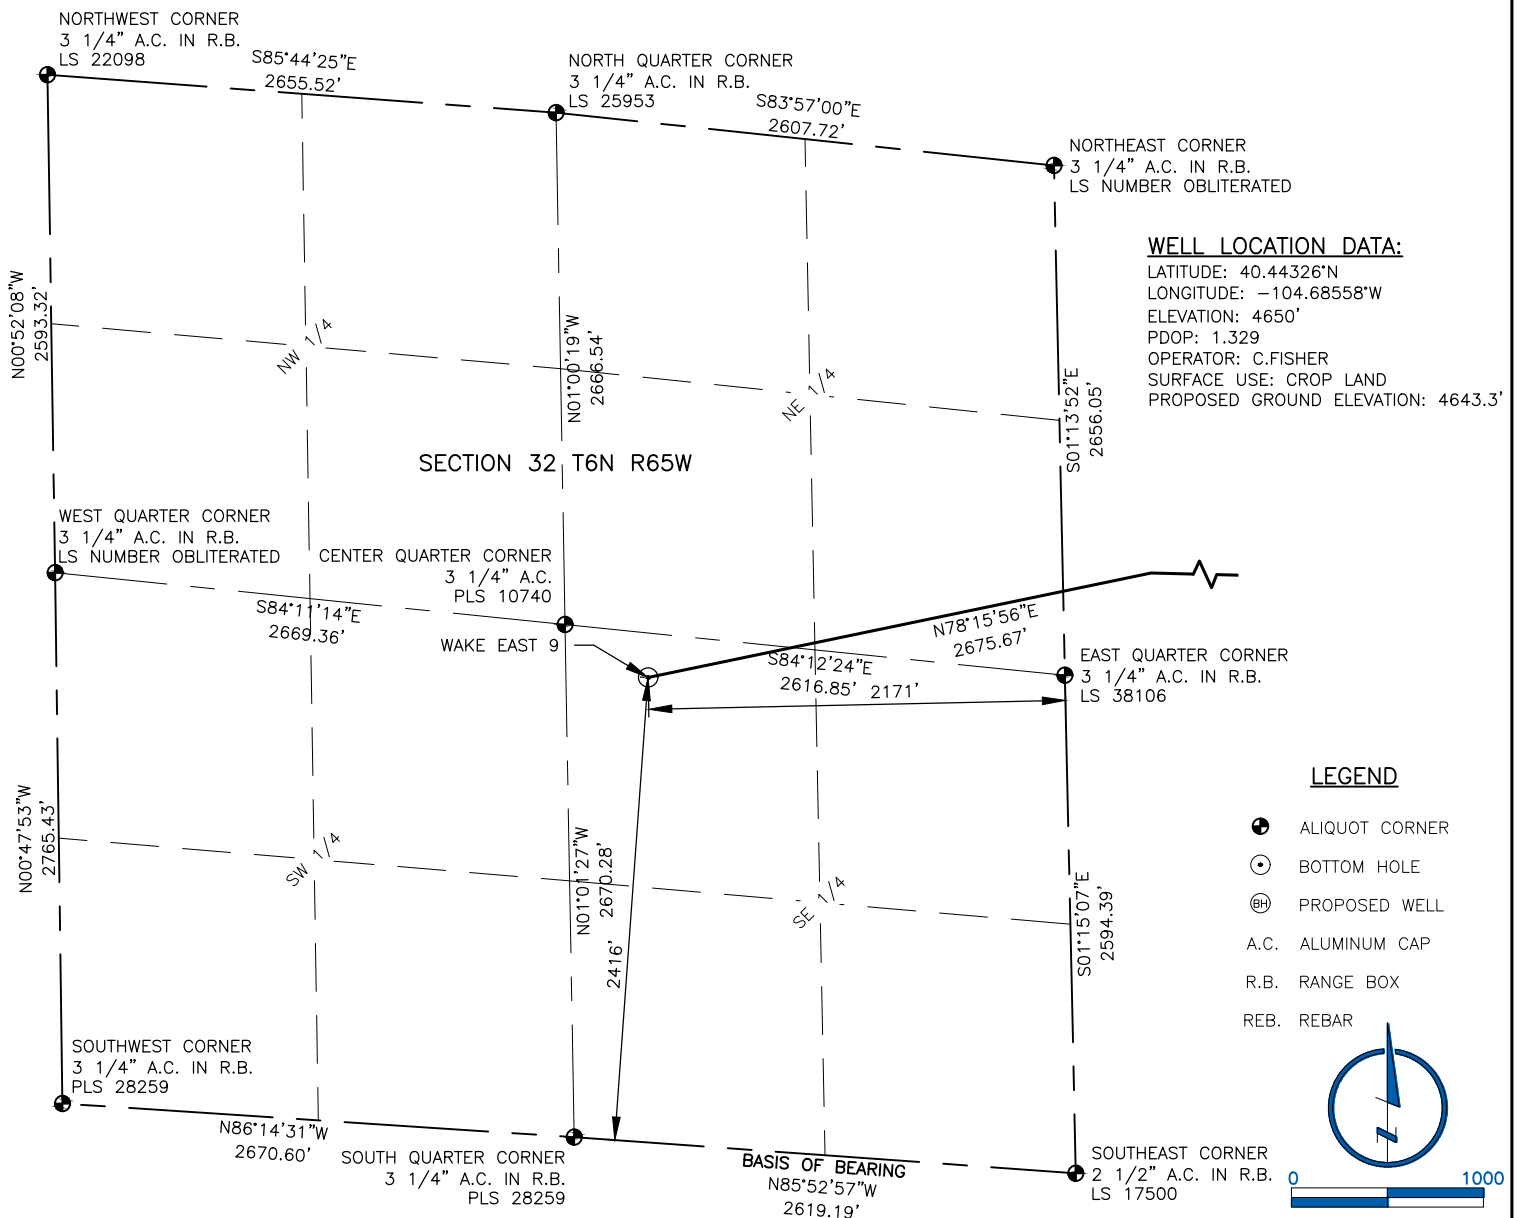 NORTHWEST CORNER
3 1/4" A.C. IN R.B.
LS 22098
S85°44'25"E
2655.52'
NORTH QUARTER CORNER
3 1/4" A.C. IN R.B.
LS 25953
S83°57'00"E
2607.72'
NORTHEAST CORNER
3 1/4" A.C. IN R.B.
LS NUMBER OBLITERATED
WELL LOCATION DATA:
LATITUDE: 40.44326°N
LONGITUDE: -104.68558°W
ELEVATION: 4650'
PDOP: 1.329
OPERATOR: C.FISHER
SURFACE USE: CROP LAND
PROPOSED GROUND ELEVATION: 4643.3'
N00°52'08"W
2593.32'
NW 1/4
N01°00'19"W
2666.54'
NE 1/4
S01°13'52"E
2656.05'
SECTION 32 T6N R65W
WEST QUARTER CORNER
3 1/4" A.C. IN R.B.
LS NUMBER OBLITERATED
CENTER QUARTER CORNER
3 1/4" A.C.
PLS 10740
S84°11'14"E
2669.36'
WAKE EAST 9
N78°15'56"E
2675.67'
S84°12'24"E
2616.85'
2171'
EAST QUARTER CORNER
3 1/4" A.C. IN R.B.
LS 38106
N00°47'53"W
2765.43'
SW 1/4
N01°01'27"W
2670.28'
2416'
SE 1/4
S01°15'07"E
2594.39'
LEGEND
ALIQUOT CORNER
BOTTOM HOLE
BH PROPOSED WELL
A.C. ALUMINUM CAP
R.B. RANGE BOX
REB. REBAR
N
0 1000
SOUTHWEST CORNER
3 1/4" A.C. IN R.B.
PLS 28259
N86°14'31"W
2670.60'
SOUTH QUARTER CORNER
3 1/4" A.C. IN R.B.
PLS 28259
BASIS OF BEARING
N85°52'57"W
2619.19'
SOUTHEAST CORNER
2 1/2" A.C. IN R.B.
LS 17500